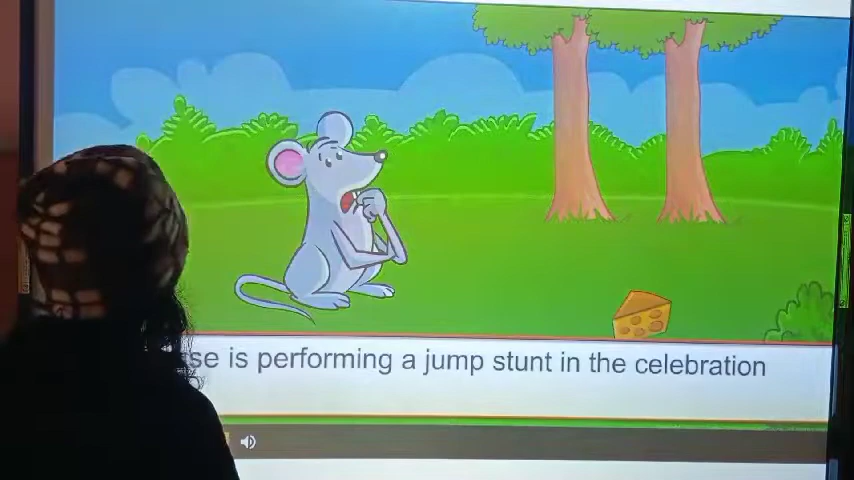 is performing a jump stunt in the celebration